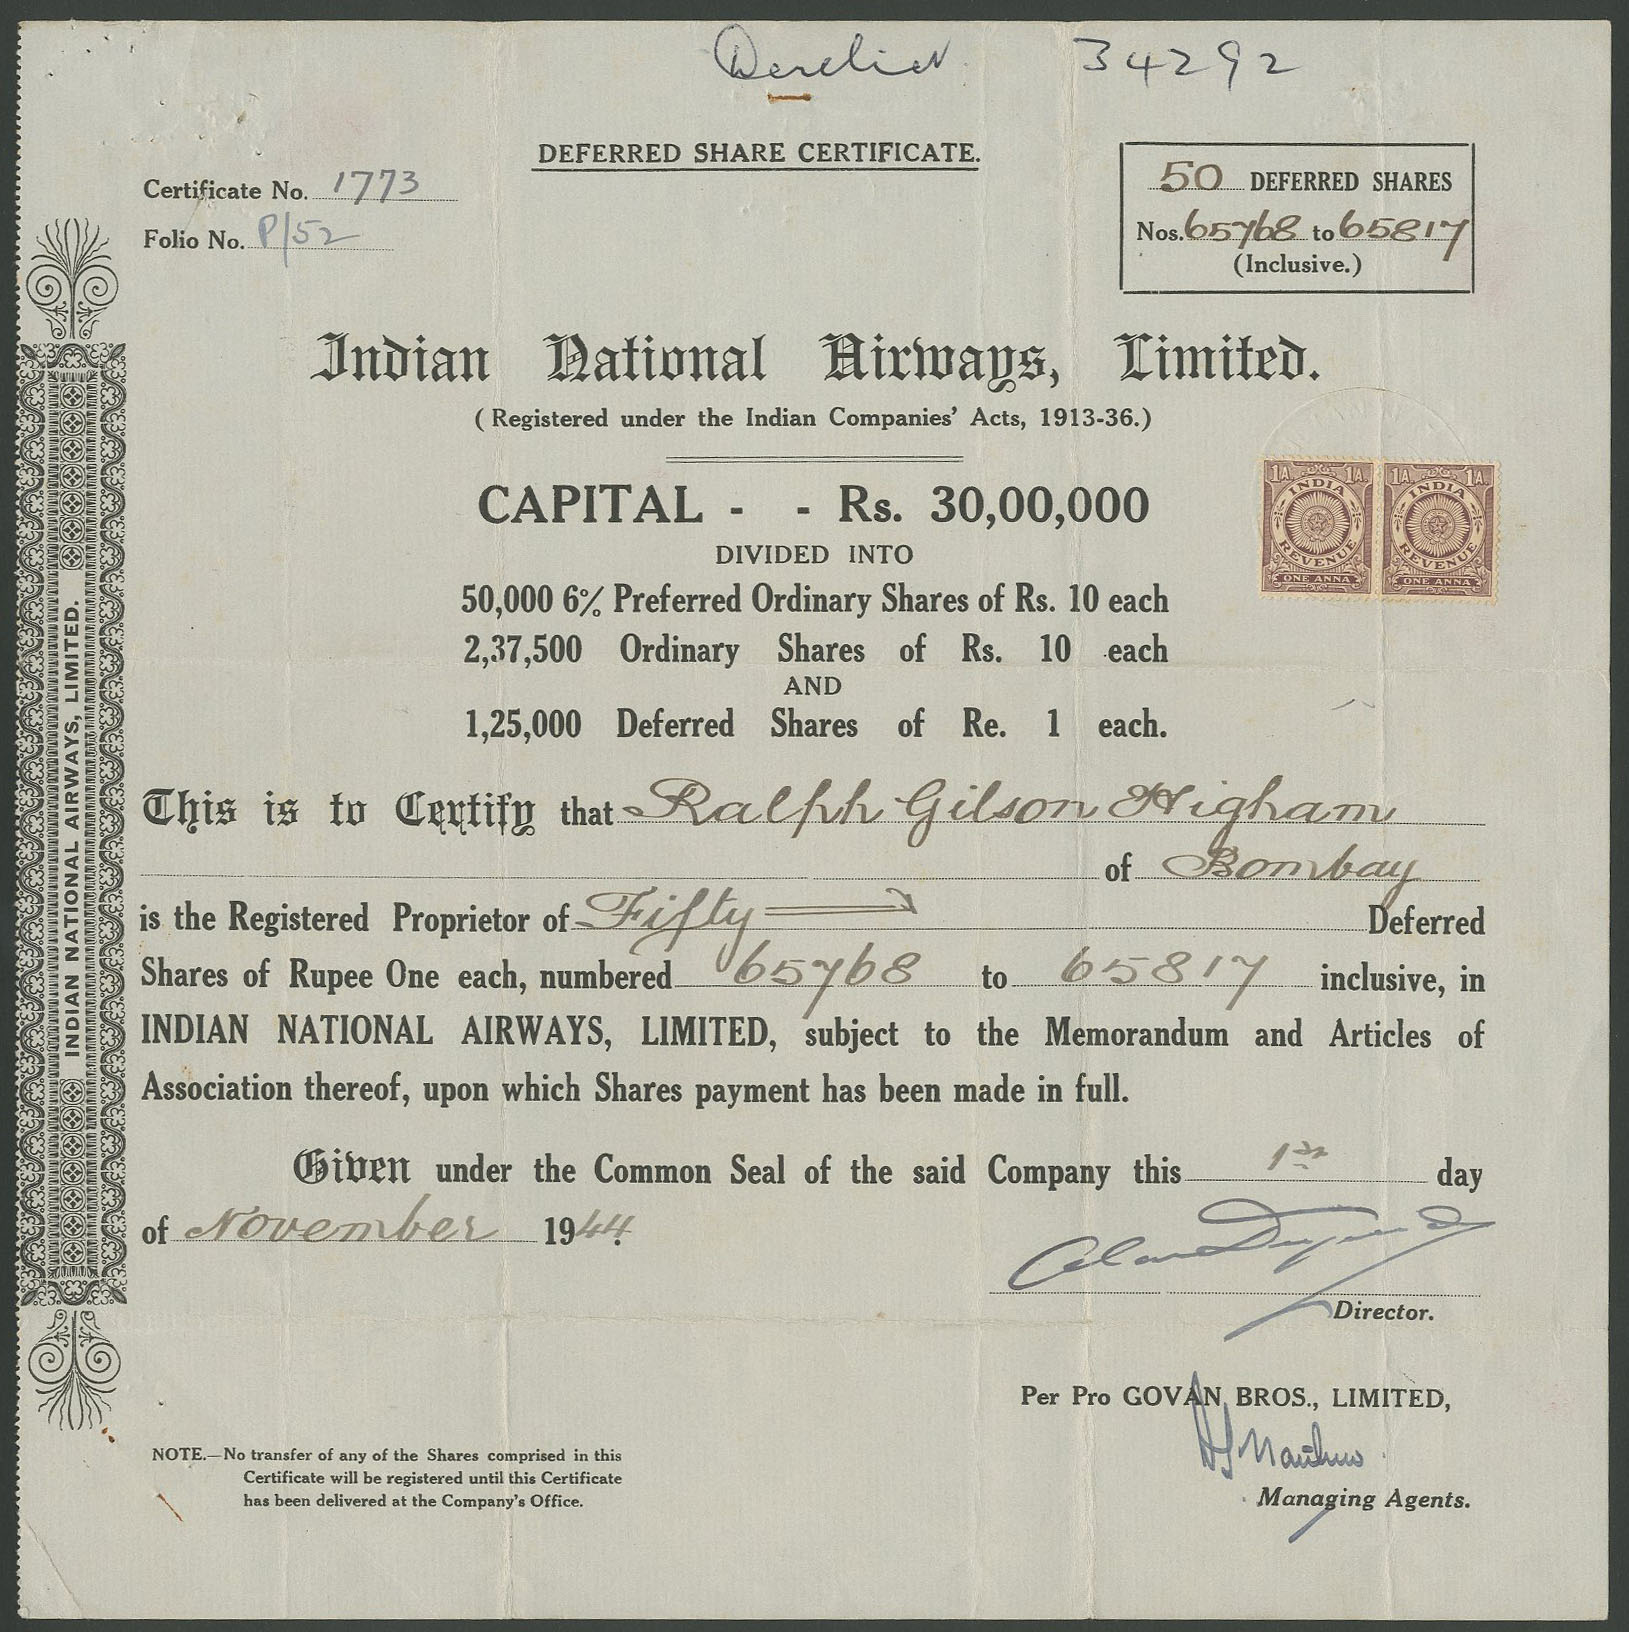 Derelict 34292
DEFERRED SHARE CERTIFICATE.
Certificate No. 1773
Folio No. P/52
50 DEFERRED SHARES
Nos. 65768 to 65817
(Inclusive.)
Indian National Airways, Limited.
(Registered under the Indian Companies' Acts, 1913-36.)
CAPITAL - - Rs. 30,00,000
DIVIDED INTO
50,000 6% Preferred Ordinary Shares of Rs. 10 each
2,37,500 Ordinary Shares of Rs. 10 each
AND
1,25,000 Deferred Shares of Re. 1 each.
1A. 1A. 1A. 1A.
INDIA INDIA
REVENUE REVENUE
ONE ANNA ONE ANNA
This is to Certify that Ralph Gilson Higham
of Bombay
is the Registered Proprietor of Fifty Deferred
Shares of Rupee One each, numbered 65768 to 65817 inclusive, in
INDIAN NATIONAL AIRWAYS, LIMITED, subject to the Memorandum and Articles of
Association thereof, upon which Shares payment has been made in full.
Given under the Common Seal of the said Company this 1st day
of November 1944.
Director.
Per Pro GOVAN BROS., LIMITED,
Managing Agents.
NOTE.—No transfer of any of the Shares comprised in this
Certificate will be registered until this Certificate
has been delivered at the Company's Office.
INDIAN NATIONAL AIRWAYS, LIMITED.